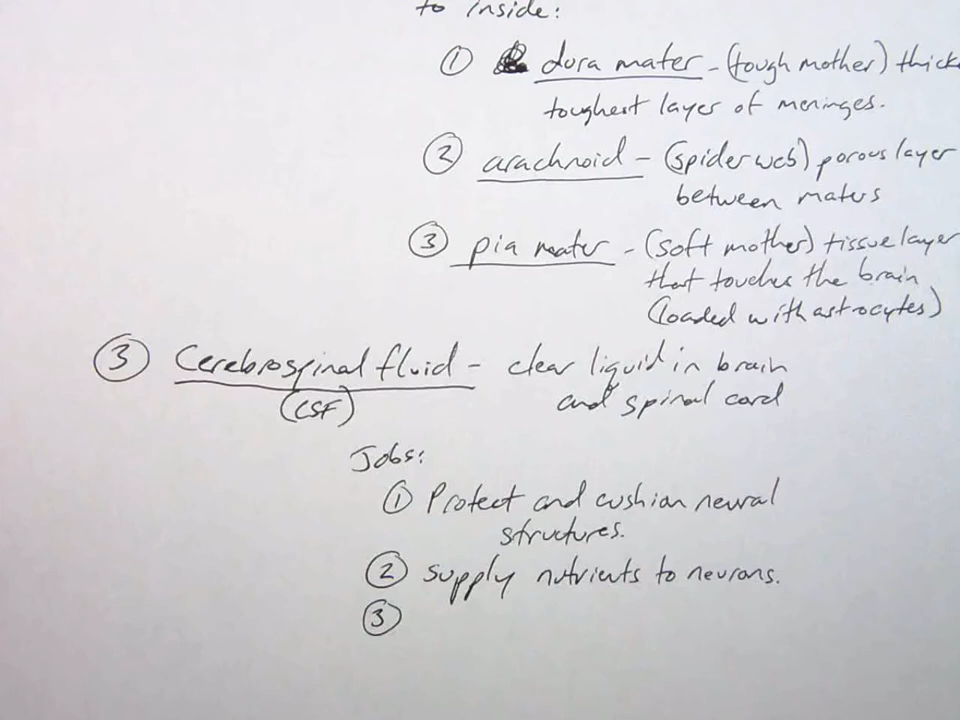 to inside:
① dura mater - (tough mother) thick
toughest layer of meninges.
② arachnoid - (spider web) porous layer
between maters
③ pia mater - (soft mother) tissue layer
that touches the brain
(loaded with astrocytes)
③ Cerebrospinal fluid - clear liquid in brain
(CSF) and spinal cord
Jobs:
① Protect and cushion neural
structures.
② supply nutrients to neurons.
③